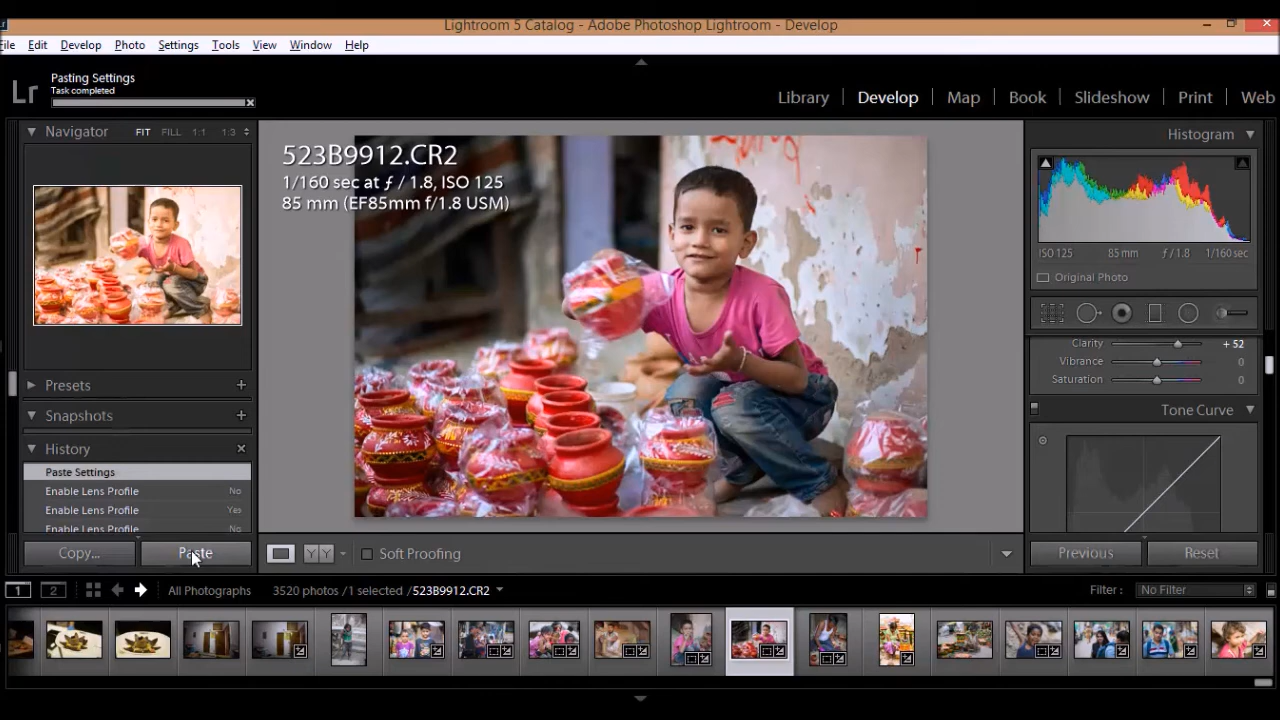 Lightroom 5 Catalog - Adobe Photoshop Lightroom - Develop
File Edit Develop Photo Settings Tools View Window Help
Lr
Pasting Settings
Task completed
Library Develop Map Book Slideshow Print Web
Navigator FIT FILL 1:1 1:3
Presets
Snapshots
History
Paste Settings
Enable Lens Profile No
Enable Lens Profile Yes
Enable Lens Profile No
Copy... Paste
523B9912.CR2
1/160 sec at ƒ / 1.8, ISO 125
85 mm (EF85mm f/1.8 USM)
Soft Proofing
Histogram
ISO 125 85 mm ƒ / 1.8 1/160 sec
Original Photo
Clarity + 52
Vibrance 0
Saturation 0
Tone Curve
Previous Reset
1 2 All Photographs 3520 photos / 1 selected / 523B9912.CR2 Filter : No Filter